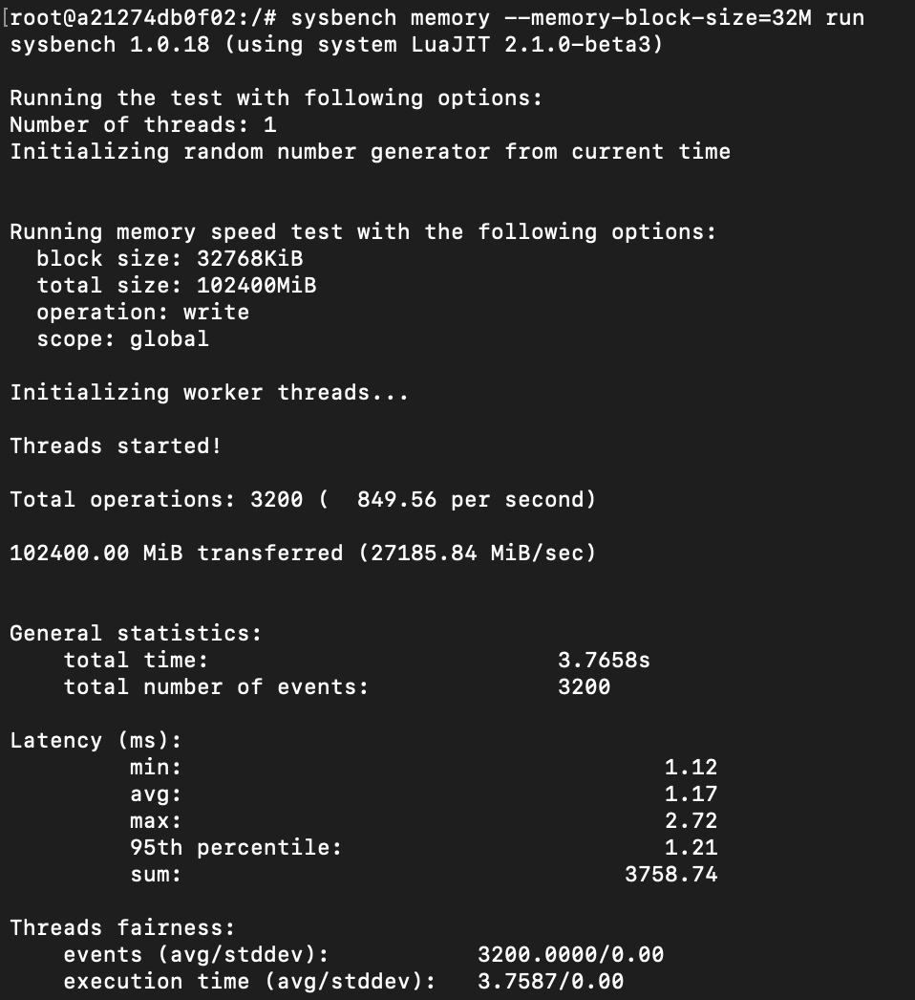 [root@a21274db0f02:/# sysbench memory --memory-block-size=32M run
sysbench 1.0.18 (using system LuaJIT 2.1.0-beta3)
Running the test with following options:
Number of threads: 1
Initializing random number generator from current time
Running memory speed test with the following options:
block size: 32768KiB
total size: 102400MiB
operation: write
scope: global
Initializing worker threads...
Threads started!
Total operations: 3200 (  849.56 per second)
102400.00 MiB transferred (27185.84 MiB/sec)
General statistics:
total time: 3.7658s
total number of events: 3200
Latency (ms):
min: 1.12
avg: 1.17
max: 2.72
95th percentile: 1.21
sum: 3758.74
Threads fairness:
events (avg/stddev): 3200.0000/0.00
execution time (avg/stddev): 3.7587/0.00